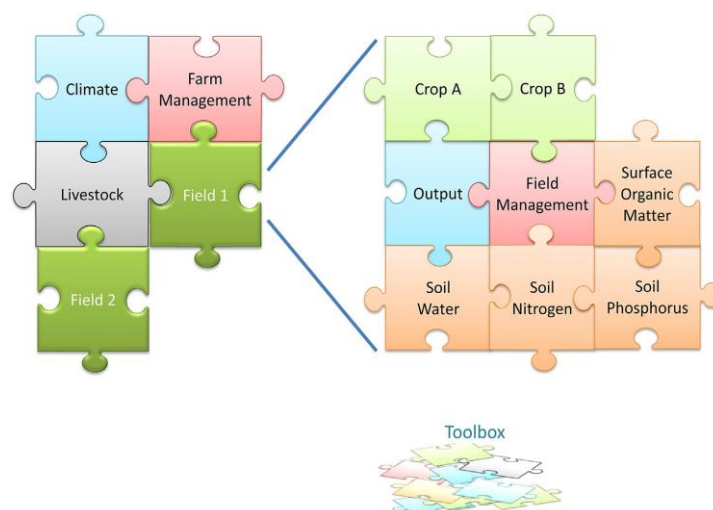 Climate
Farm
Management
Livestock
Field 1
Field 2
Crop A
Crop B
Output
Field
Management
Surface
Organic
Matter
Soil
Water
Soil
Nitrogen
Soil
Phosphorus
Toolbox